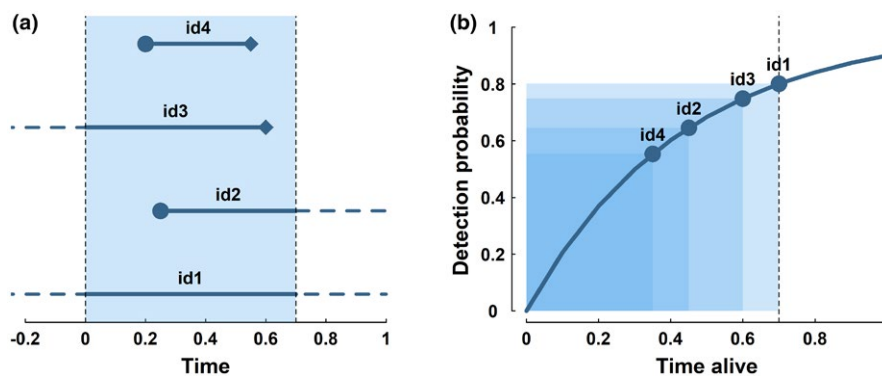 (a)
id4
id3
id2
id1
-0.2 0 0.2 0.4 0.6 0.8 1
Time
(b)
Detection probability
1
0.8
0.6
0.4
0.2
0
id1
id3
id2
id4
0 0.2 0.4 0.6 0.8
Time alive